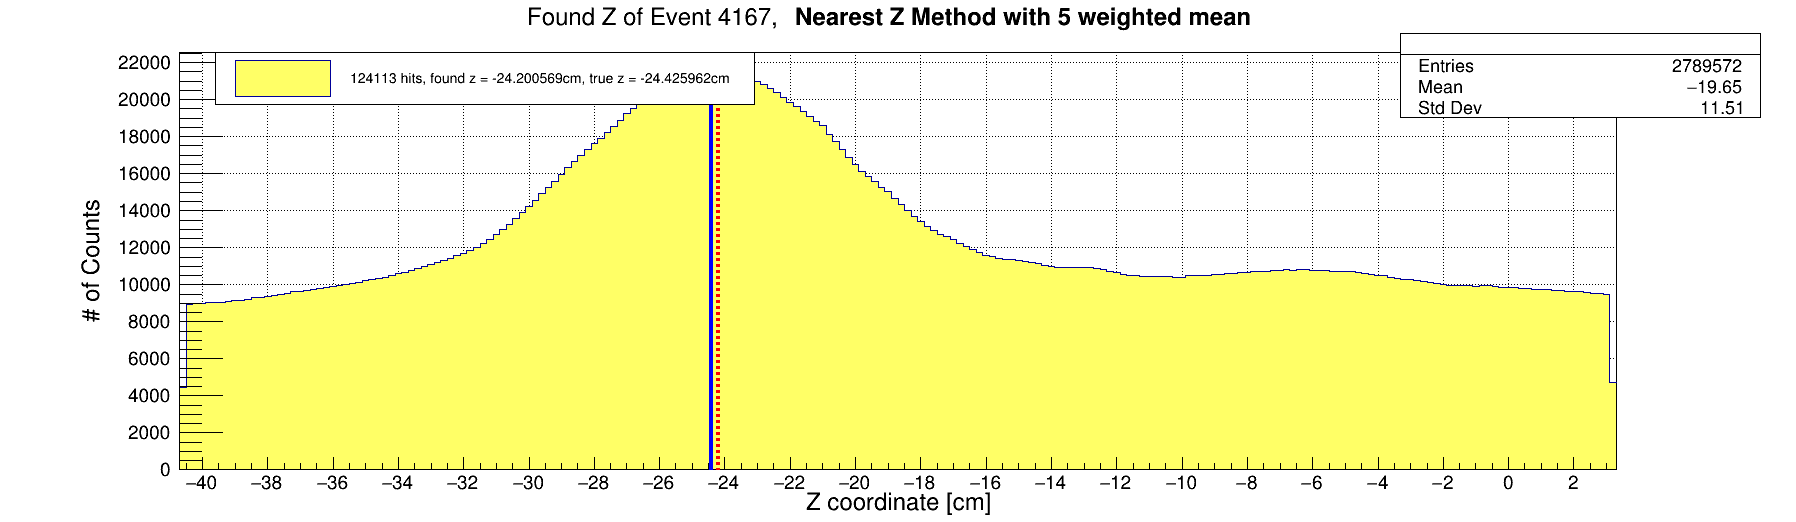 Found Z of Event 4167, Nearest Z Method with 5 weighted mean
124113 hits, found z = -24.200569cm, true z = -24.425962cm
Entries 2789572
Mean −19.65
Std Dev 11.51
# of Counts
22000
20000
18000
16000
14000
12000
10000
8000
6000
4000
2000
0
−40 −38 −36 −34 −32 −30 −28 −26 −24 −22 −20 −18 −16 −14 −12 −10 −8 −6 −4 −2 0 2
Z coordinate [cm]